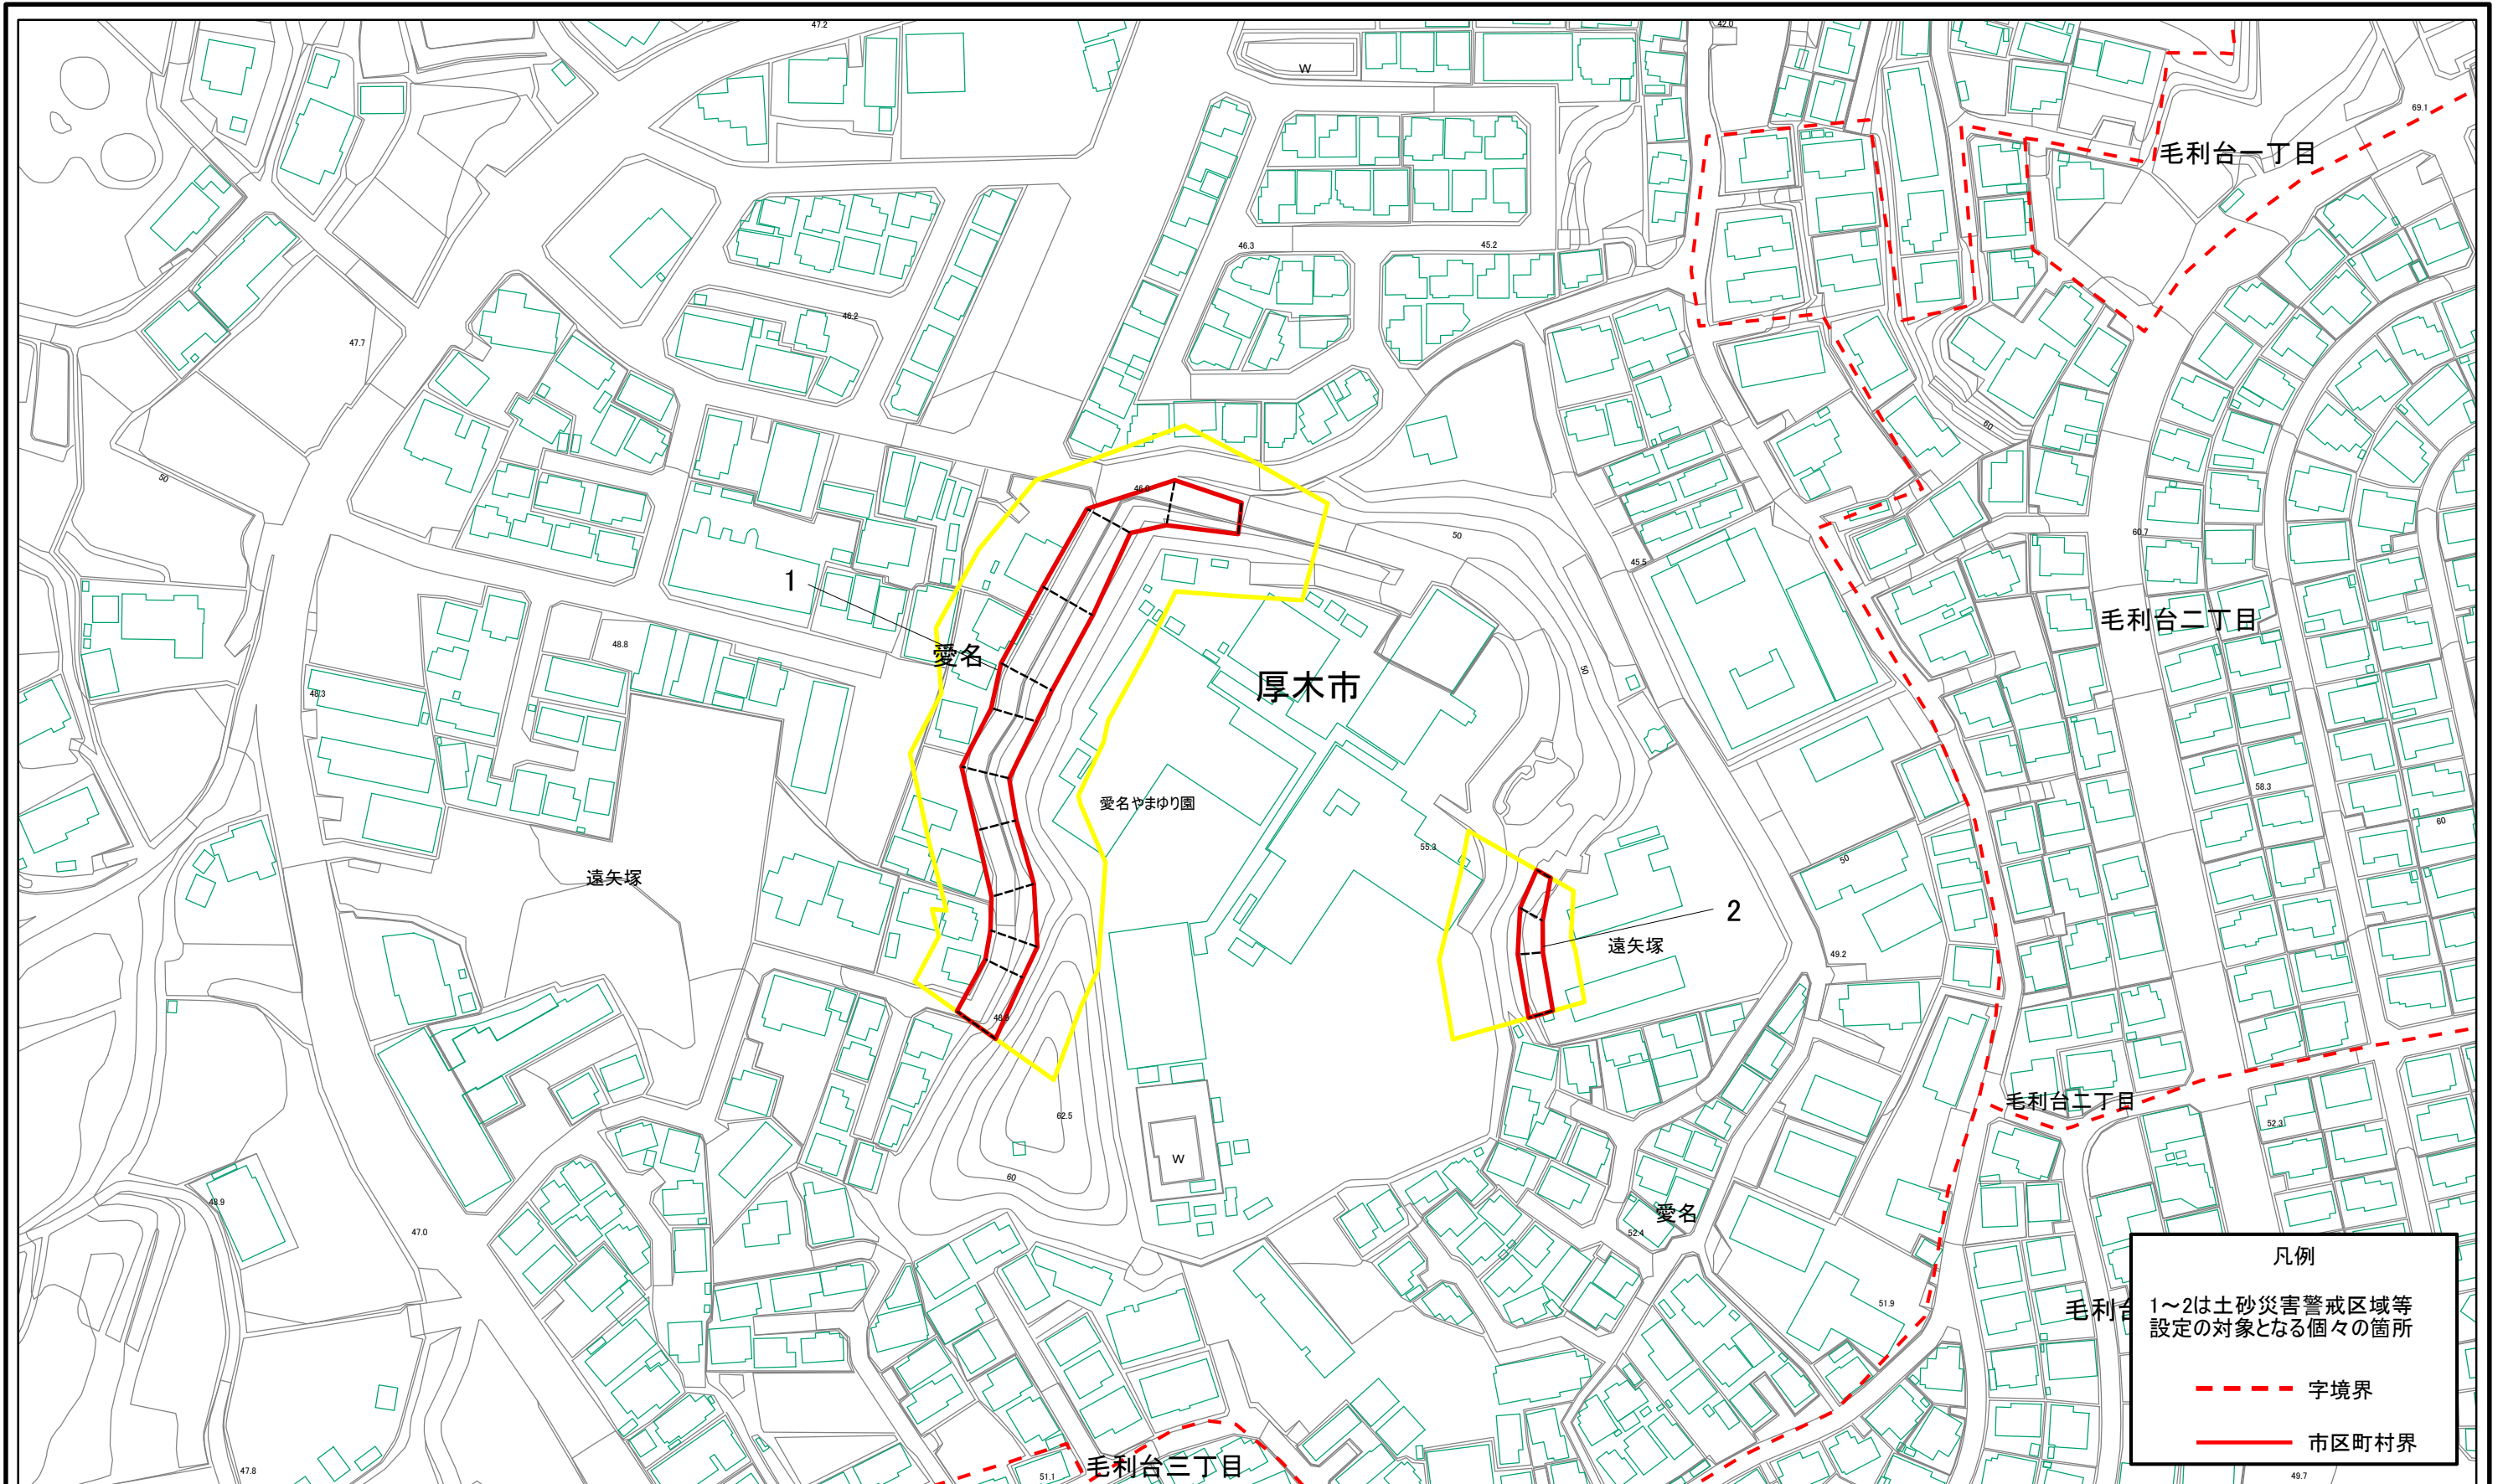 47.2
42.0
W
69.1
毛利台一丁目
46.3
45.2
46.2
47.7
60
50
46.0
50
45.5
60.7
1
毛利台二丁目
48.8
愛名
厚木市
50
48.3
58.3
愛名やまゆり園
60
55.3
50
遠矢塚
2
遠矢塚
49.2
48.5
62.5
毛利台二丁目
52.3
W
60
48.9
愛名
47.0
52.4
凡例
51.9
毛利台
1～2は土砂災害警戒区域等
設定の対象となる個々の箇所
字境界
市区町村界
毛利台三丁目
47.8
51.1
49.7